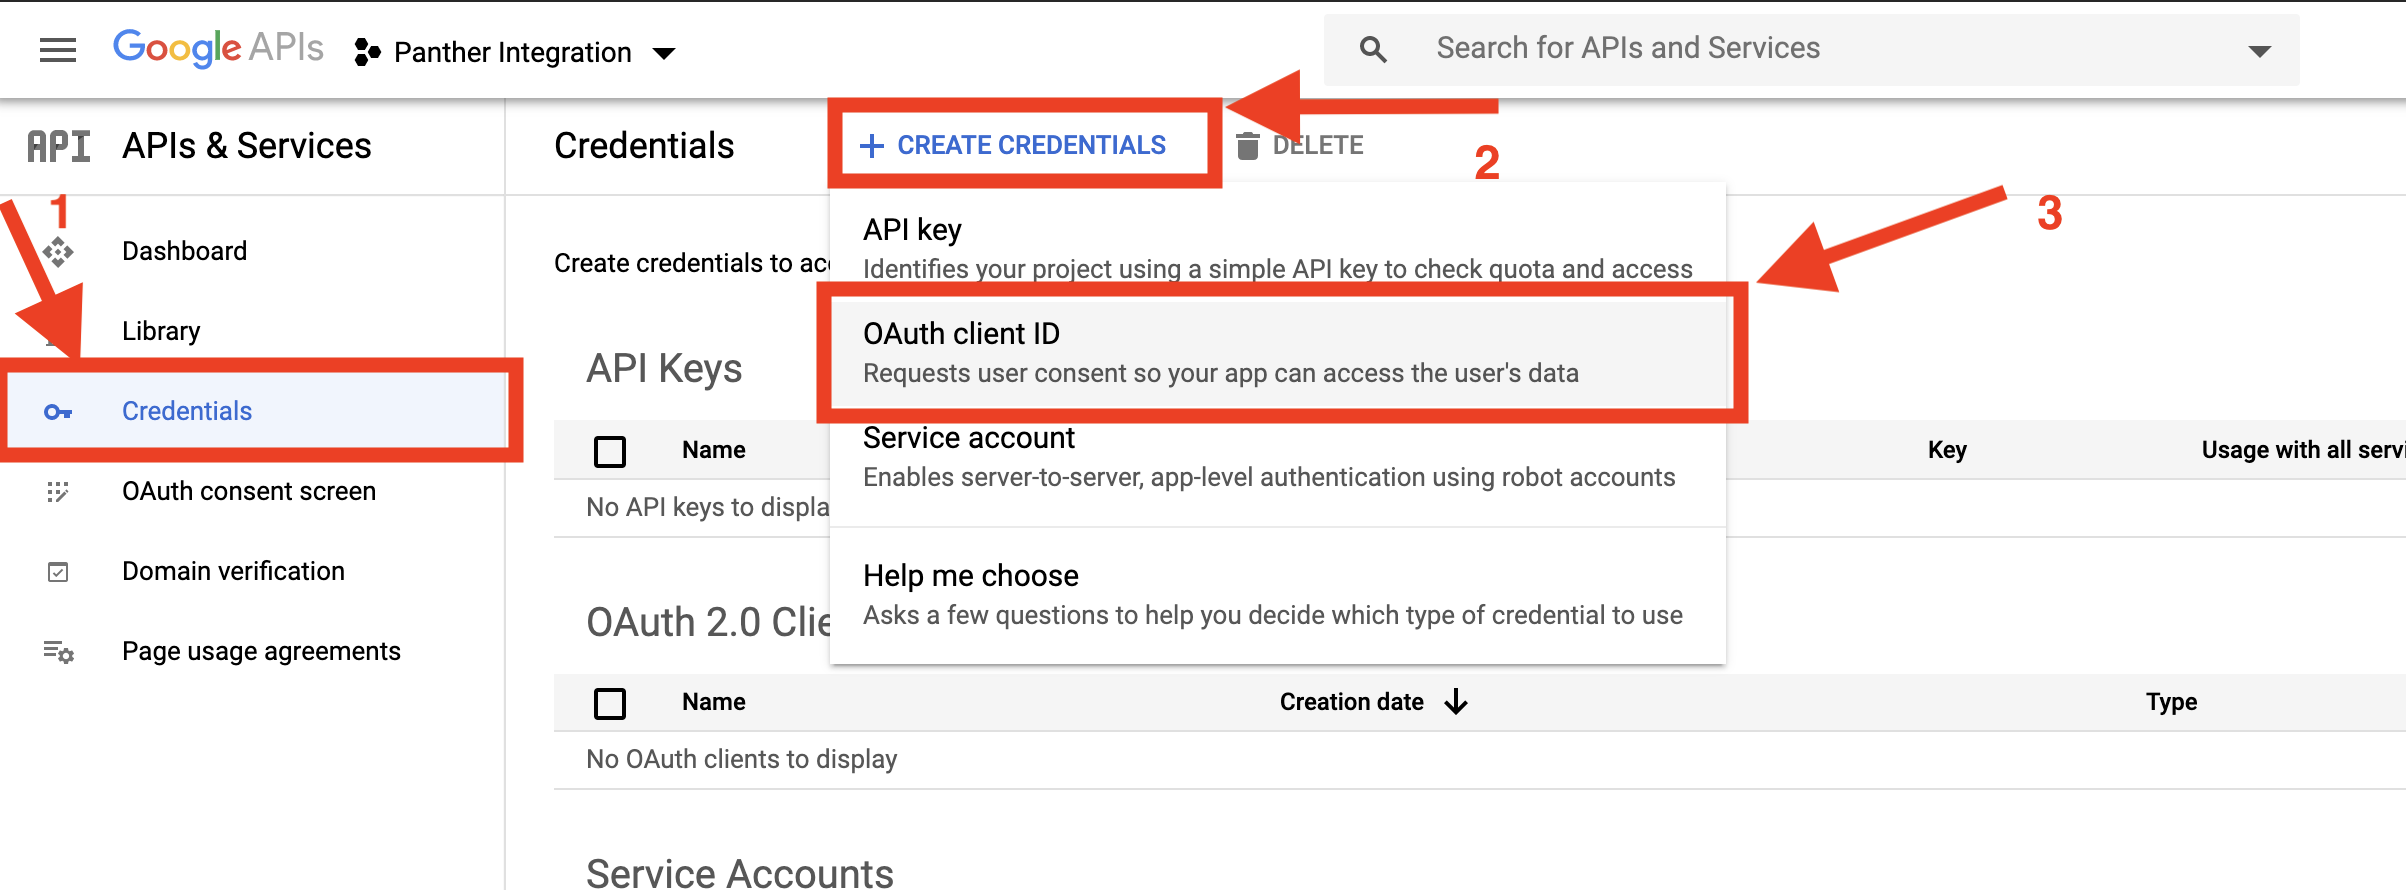 Google APIs
Panther Integration
Search for APIs and Services
API
APIs & Services
Credentials
CREATE CREDENTIALS
DELETE
1
2
3
Dashboard
Library
Credentials
OAuth consent screen
Domain verification
Page usage agreements
Create credentials to acc
API key
Identifies your project using a simple API key to check quota and access
OAuth client ID
Requests user consent so your app can access the user's data
Service account
Enables server-to-server, app-level authentication using robot accounts
Help me choose
Asks a few questions to help you decide which type of credential to use
API Keys
Name
Key
Usage with all servi
No API keys to displa
OAuth 2.0 Clie
Name
Creation date
Type
No OAuth clients to display
Service Accounts